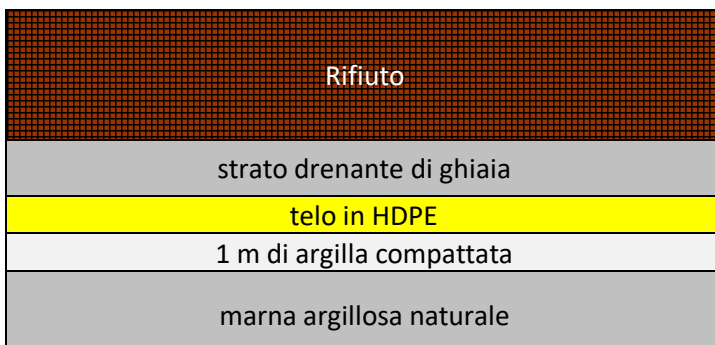 Rifiuto
strato drenante di ghiaia
telo in HDPE
1 m di argilla compattata
marna argillosa naturale